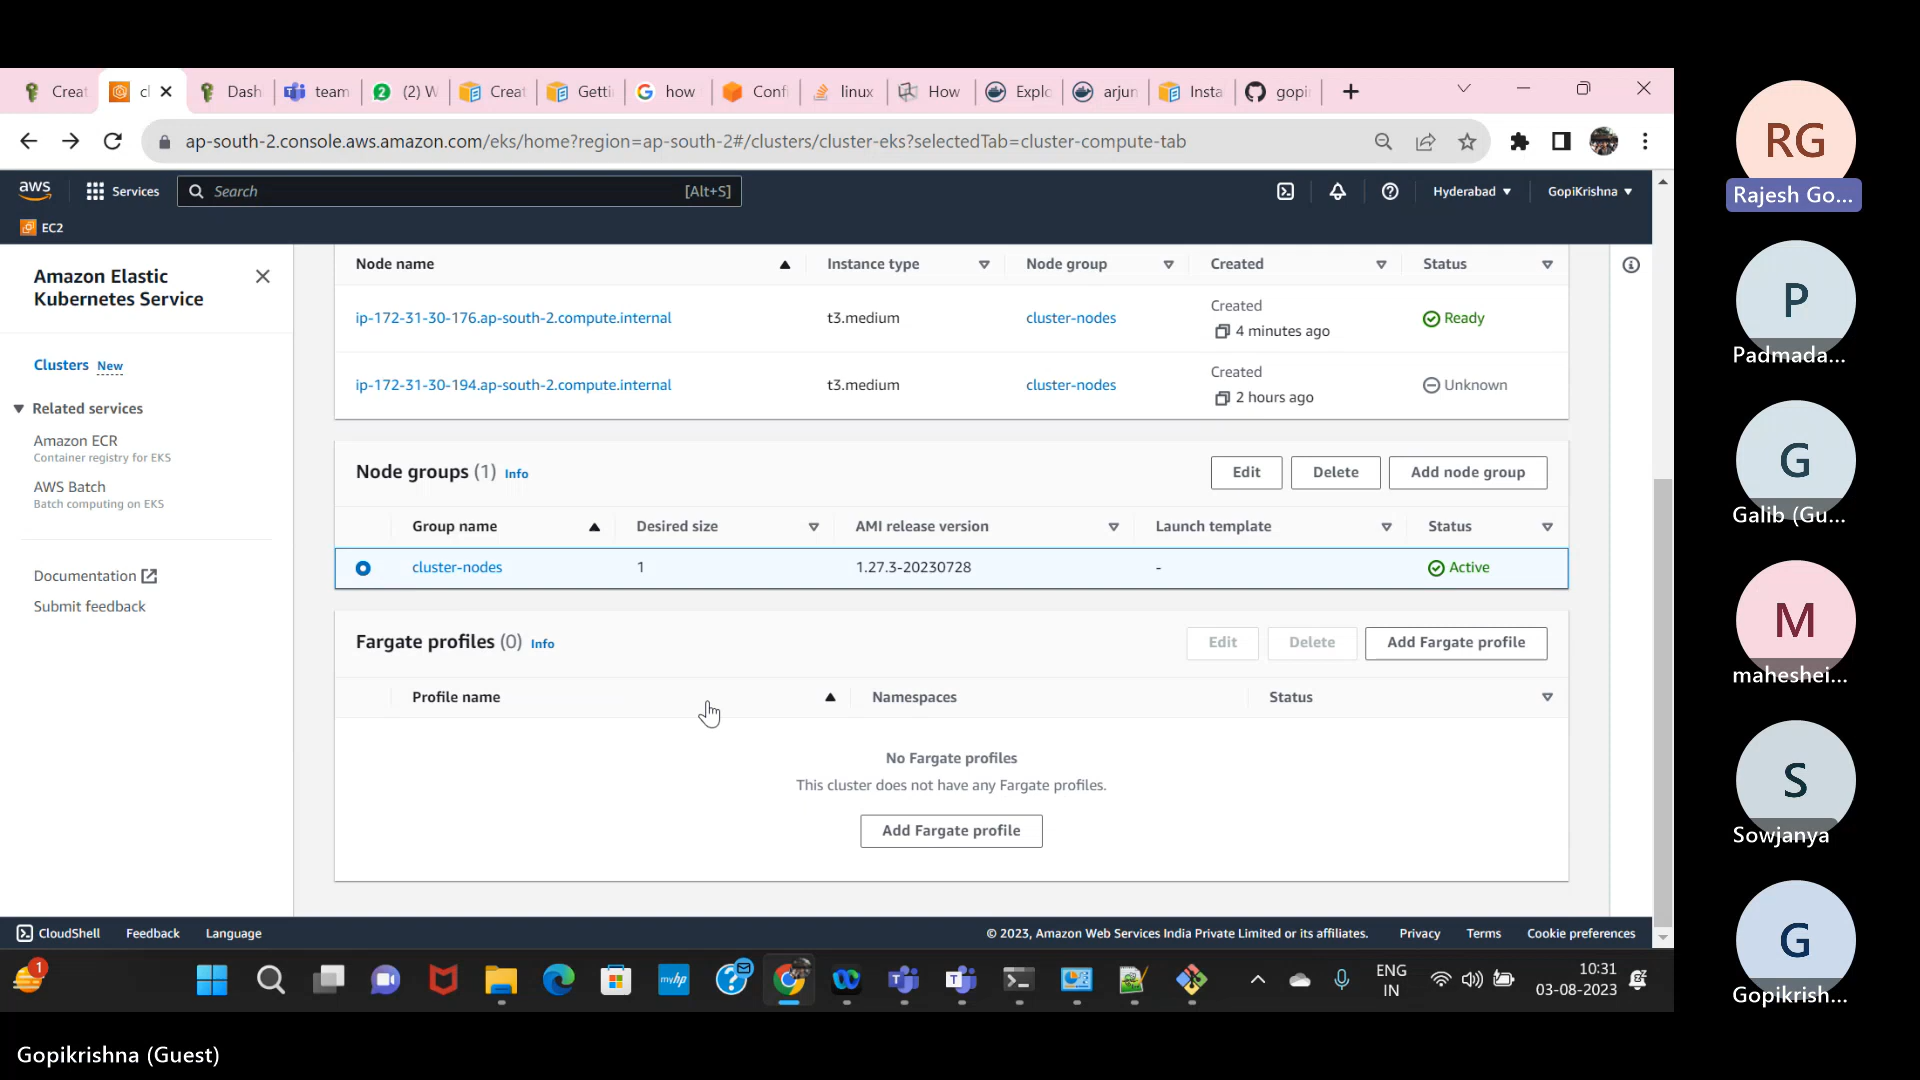 Creat
cl
Dash
team
2
(2) W
Creat
Getti
how
Confi
linux
How
Explo
arjun
Insta
gopi
ap-south-2.console.aws.amazon.com/eks/home?region=ap-south-2#/clusters/cluster-eks?selectedTab=cluster-compute-tab
aws
Services
Search
[Alt+S]
Hyderabad
GopiKrishna
EC2
Amazon Elastic
Kubernetes Service
Clusters New
Related services
Amazon ECR
Container registry for EKS
AWS Batch
Batch computing on EKS
Documentation
Submit feedback
Node name
Instance type
Node group
Created
Status
ip-172-31-30-176.ap-south-2.compute.internal
t3.medium
cluster-nodes
Created
4 minutes ago
Ready
ip-172-31-30-194.ap-south-2.compute.internal
t3.medium
cluster-nodes
Created
2 hours ago
Unknown
Node groups (1) Info
Edit
Delete
Add node group
Group name
Desired size
AMI release version
Launch template
Status
cluster-nodes
1
1.27.3-20230728
-
Active
Fargate profiles (0) Info
Edit
Delete
Add Fargate profile
Profile name
Namespaces
Status
No Fargate profiles
This cluster does not have any Fargate profiles.
Add Fargate profile
CloudShell
Feedback
Language
© 2023, Amazon Web Services India Private Limited or its affiliates.
Privacy
Terms
Cookie preferences
1
myhp
ENG
IN
10:31
03-08-2023
RG
Rajesh Go...
P
Padmada...
G
Galib (Gu...
M
maheshei...
S
Sowjanya
G
Gopikrish...
Gopikrishna (Guest)